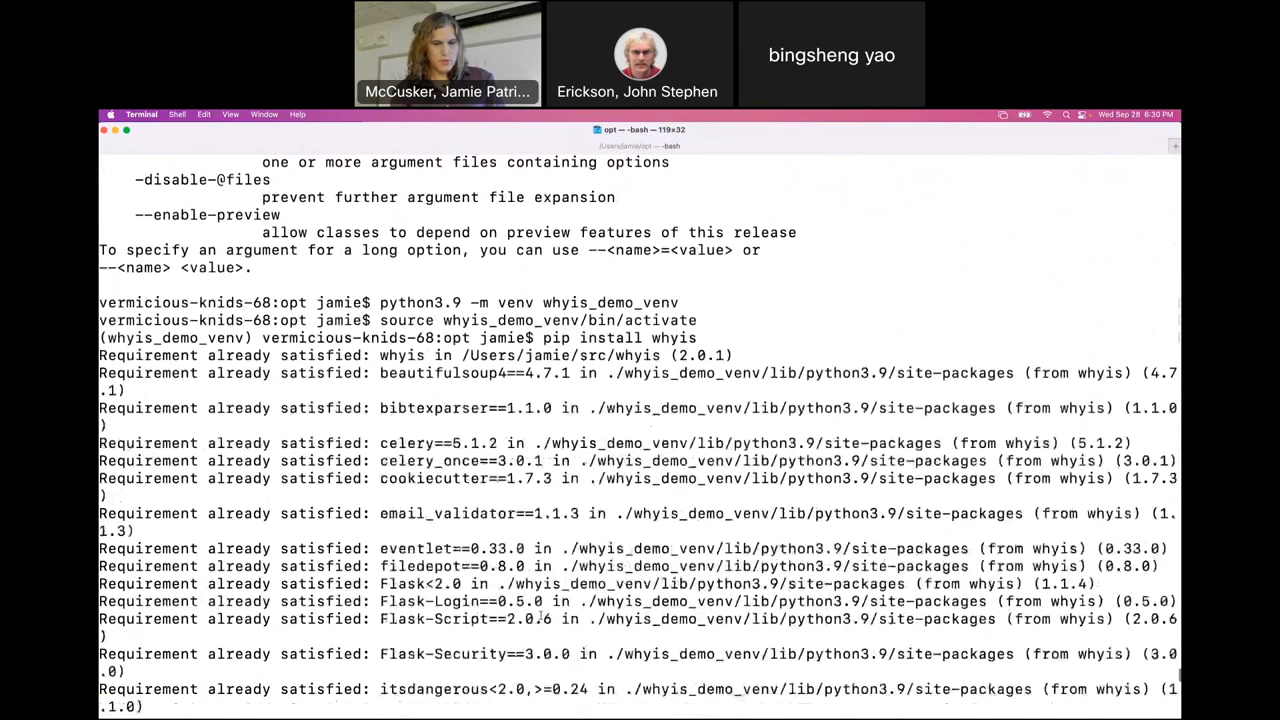 McCusker, Jamie Patri...
Erickson, John Stephen
bingsheng yao
Terminal Shell Edit View Window Help
Wed Sep 28 6:30 PM
opt — -bash — 119×32
/Users/jamie/opt — -bash
one or more argument files containing options
-disable-@files
prevent further argument file expansion
--enable-preview
allow classes to depend on preview features of this release
To specify an argument for a long option, you can use --<name>=<value> or
--<name> <value>.
vermicious-knids-68:opt jamie$ python3.9 -m venv whyis_demo_venv
vermicious-knids-68:opt jamie$ source whyis_demo_venv/bin/activate
(whyis_demo_venv) vermicious-knids-68:opt jamie$ pip install whyis
Requirement already satisfied: whyis in /Users/jamie/src/whyis (2.0.1)
Requirement already satisfied: beautifulsoup4==4.7.1 in ./whyis_demo_venv/lib/python3.9/site-packages (from whyis) (4.7
.1)
Requirement already satisfied: bibtexparser==1.1.0 in ./whyis_demo_venv/lib/python3.9/site-packages (from whyis) (1.1.0
)
Requirement already satisfied: celery==5.1.2 in ./whyis_demo_venv/lib/python3.9/site-packages (from whyis) (5.1.2)
Requirement already satisfied: celery_once==3.0.1 in ./whyis_demo_venv/lib/python3.9/site-packages (from whyis) (3.0.1)
Requirement already satisfied: cookiecutter==1.7.3 in ./whyis_demo_venv/lib/python3.9/site-packages (from whyis) (1.7.3
)
Requirement already satisfied: email_validator==1.1.3 in ./whyis_demo_venv/lib/python3.9/site-packages (from whyis) (1.
1.3)
Requirement already satisfied: eventlet==0.33.0 in ./whyis_demo_venv/lib/python3.9/site-packages (from whyis) (0.33.0)
Requirement already satisfied: filedepot==0.8.0 in ./whyis_demo_venv/lib/python3.9/site-packages (from whyis) (0.8.0)
Requirement already satisfied: Flask<2.0 in ./whyis_demo_venv/lib/python3.9/site-packages (from whyis) (1.1.4)
Requirement already satisfied: Flask-Login==0.5.0 in ./whyis_demo_venv/lib/python3.9/site-packages (from whyis) (0.5.0)
Requirement already satisfied: Flask-Script==2.0.6 in ./whyis_demo_venv/lib/python3.9/site-packages (from whyis) (2.0.6
)
Requirement already satisfied: Flask-Security==3.0.0 in ./whyis_demo_venv/lib/python3.9/site-packages (from whyis) (3.0
.0)
Requirement already satisfied: itsdangerous<2.0,>=0.24 in ./whyis_demo_venv/lib/python3.9/site-packages (from whyis) (1
.1.0)